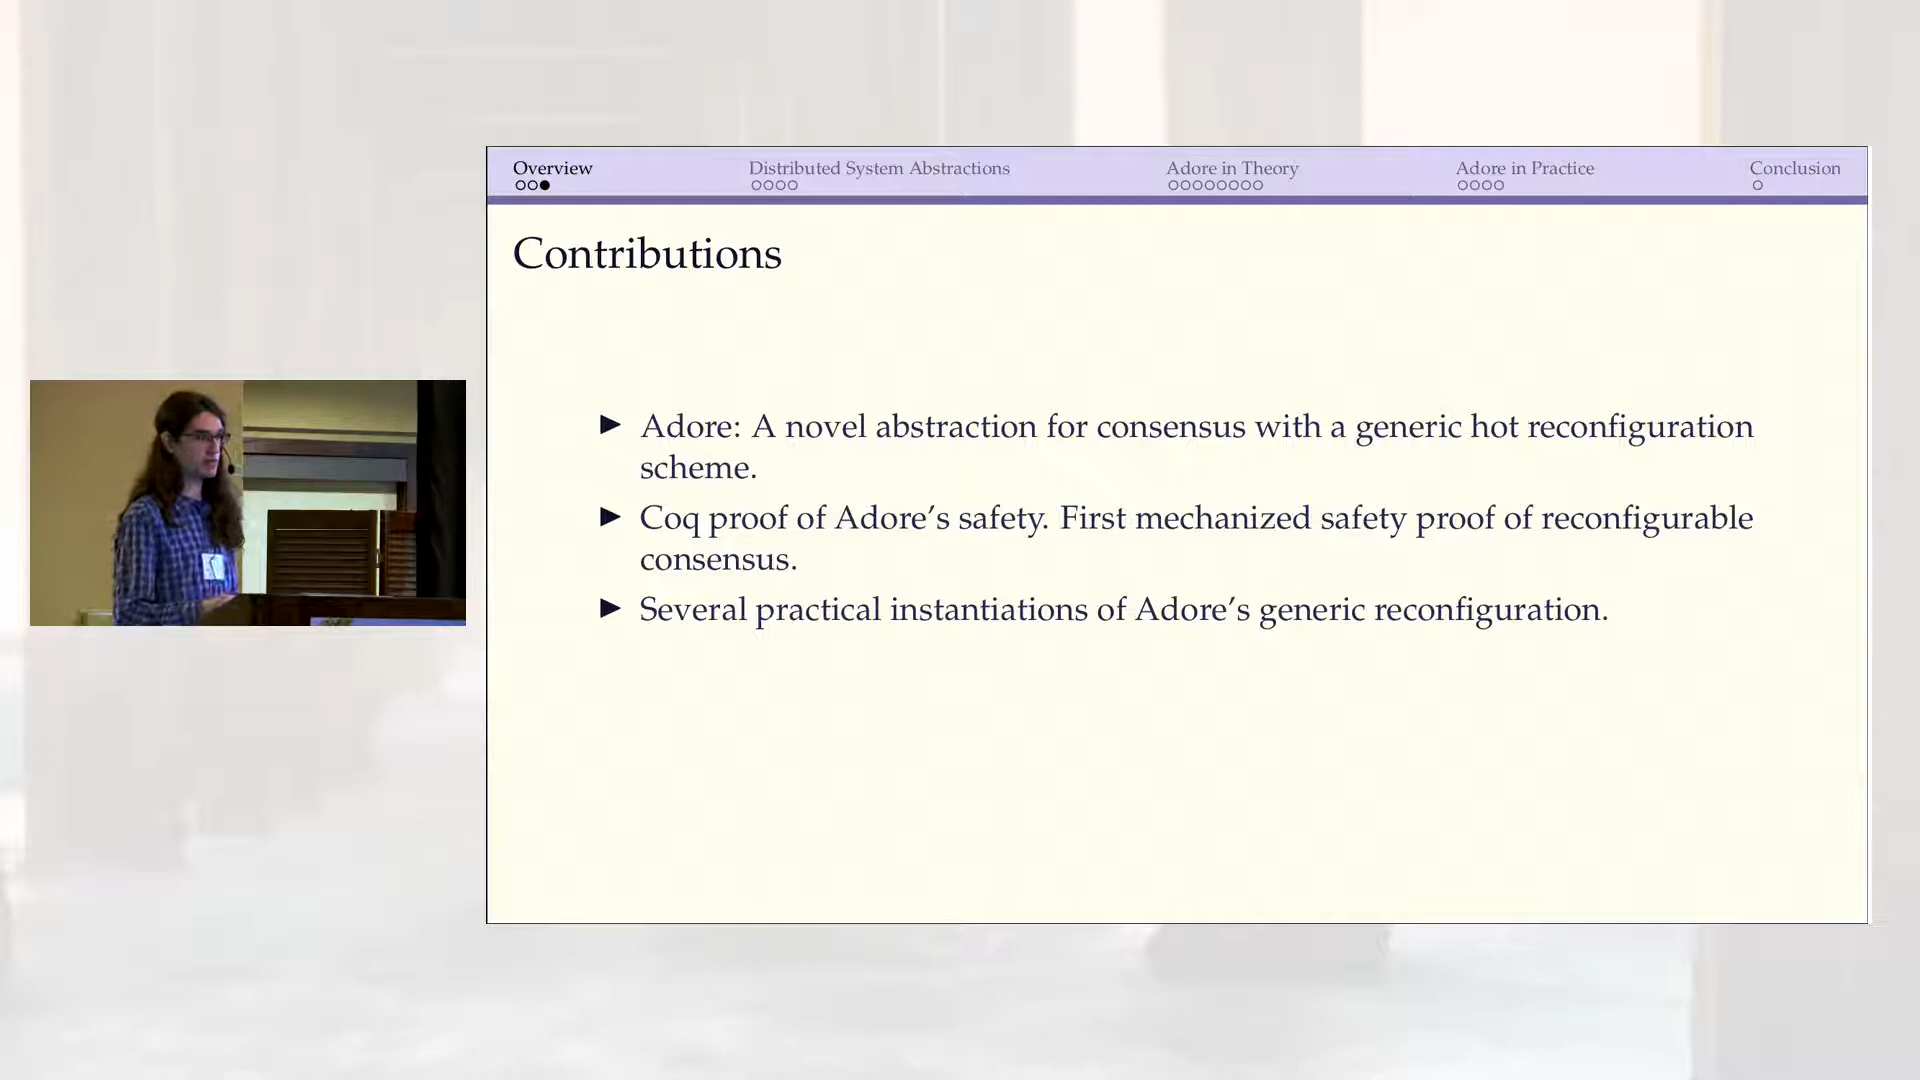 Overview
Distributed System Abstractions
Adore in Theory
Adore in Practice
Conclusion
Contributions
▶ Adore: A novel abstraction for consensus with a generic hot reconfiguration
scheme.
▶ Coq proof of Adore’s safety. First mechanized safety proof of reconfigurable
consensus.
▶ Several practical instantiations of Adore’s generic reconfiguration.